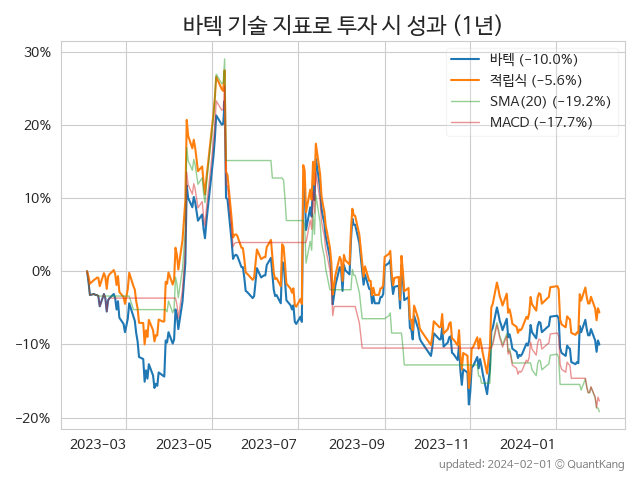 바텍 기술 지표로 투자 시 성과 (1년)
30%
20%
10%
0%
−10%
−20%
바텍 (−10.0%)
적립식 (−5.6%)
SMA(20) (−19.2%)
MACD (−17.7%)
2023-03
2023-05
2023-07
2023-09
2023-11
2024-01
updated: 2024-02-01 © QuantKang